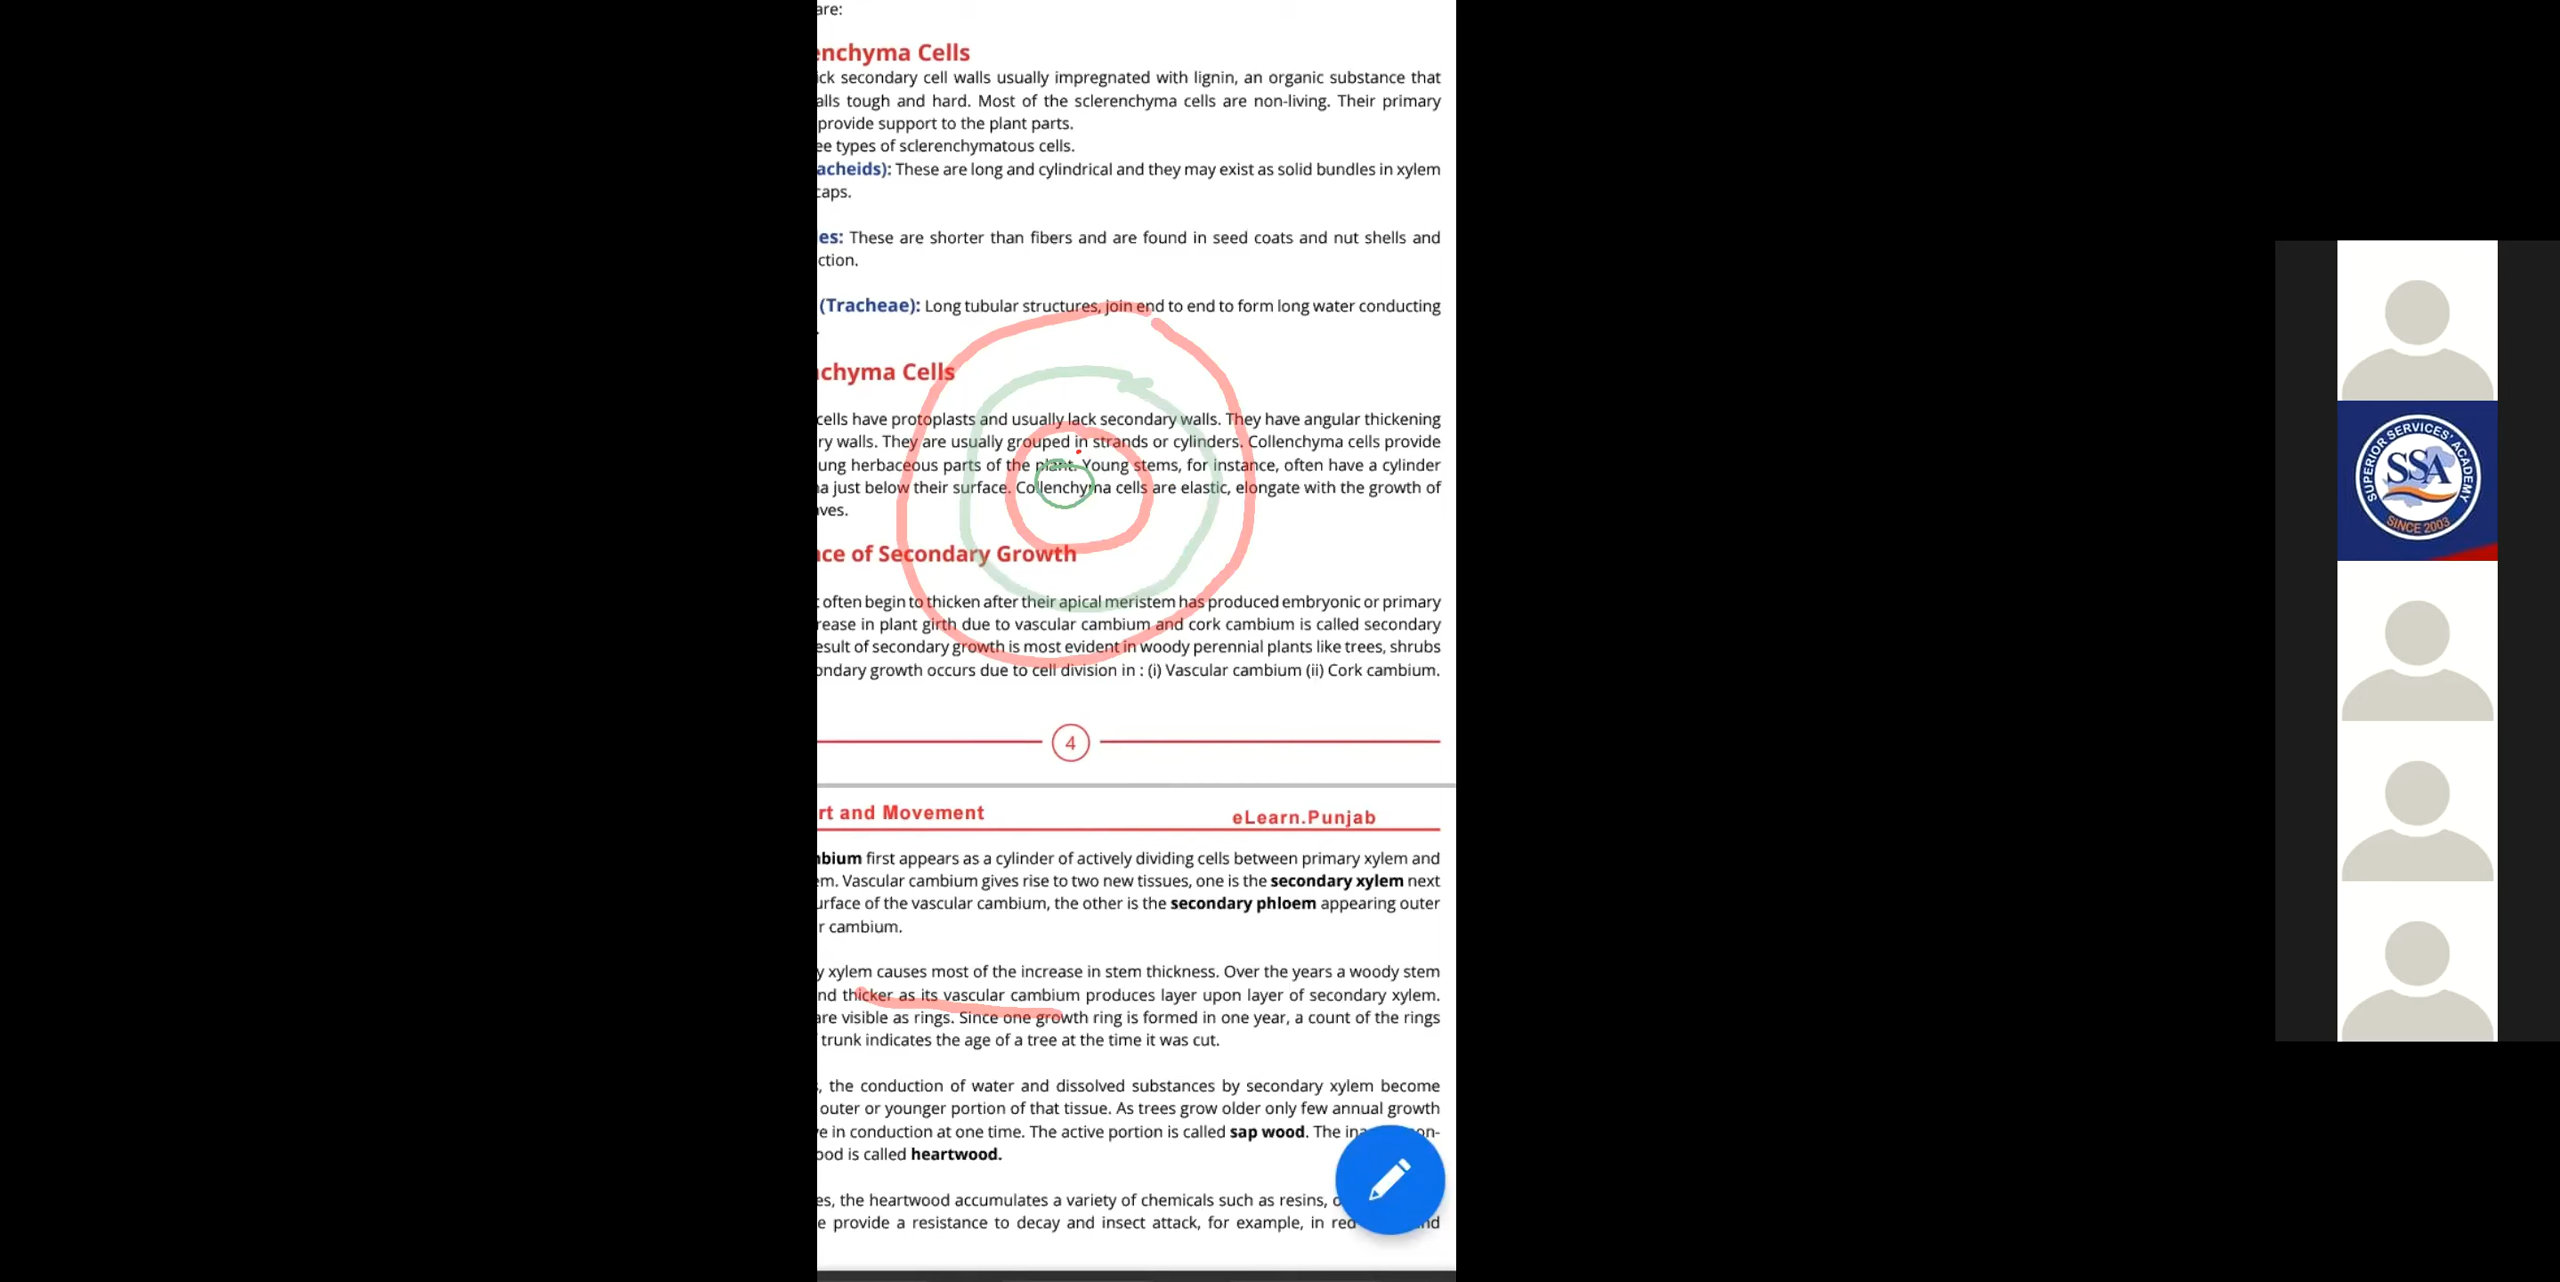 are:
enchyma Cells
ick secondary cell walls usually impregnated with lignin, an organic substance that
alls tough and hard. Most of the sclerenchyma cells are non-living. Their primary
provide support to the plant parts.
ee types of sclerenchymatous cells.
acheids): These are long and cylindrical and they may exist as solid bundles in xylem
caps.
es: These are shorter than fibers and are found in seed coats and nut shells and
ction.
(Tracheae): Long tubular structures, join end to end to form long water conducting
chyma Cells
cells have protoplasts and usually lack secondary walls. They have angular thickening
ry walls. They are usually grouped in strands or cylinders. Collenchyma cells provide
ung herbaceous parts of the plant. Young stems, for instance, often have a cylinder
a just below their surface. Collenchyma cells are elastic, elongate with the growth of
aves.
ce of Secondary Growth
t often begin to thicken after their apical meristem has produced embryonic or primary
rease in plant girth due to vascular cambium and cork cambium is called secondary
esult of secondary growth is most evident in woody perennial plants like trees, shrubs
ondary growth occurs due to cell division in : (i) Vascular cambium (ii) Cork cambium.
4
rt and Movement
eLearn.Punjab
bium first appears as a cylinder of actively dividing cells between primary xylem and
em. Vascular cambium gives rise to two new tissues, one is the secondary xylem next
urface of the vascular cambium, the other is the secondary phloem appearing outer
r cambium.
y xylem causes most of the increase in stem thickness. Over the years a woody stem
nd thicker as its vascular cambium produces layer upon layer of secondary xylem.
are visible as rings. Since one growth ring is formed in one year, a count of the rings
trunk indicates the age of a tree at the time it was cut.
, the conduction of water and dissolved substances by secondary xylem become
outer or younger portion of that tissue. As trees grow older only few annual growth
e in conduction at one time. The active portion is called sap wood. The ina on-
ood is called heartwood.
es, the heartwood accumulates a variety of chemicals such as resins, o
e provide a resistance to decay and insect attack, for example, in red nd
SUPERIOR SERVICES' ACADEMY
SSA
SINCE 2003